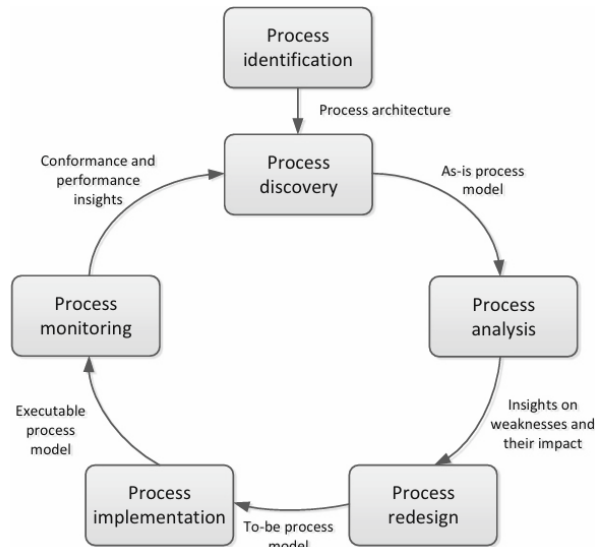 Process
identification
Process architecture
Process
discovery
As-is process
model
Process
analysis
Insights on
weaknesses and
their impact
Process
redesign
To-be process
model
Process
implementation
Executable
process
model
Process
monitoring
Conformance and
performance
insights